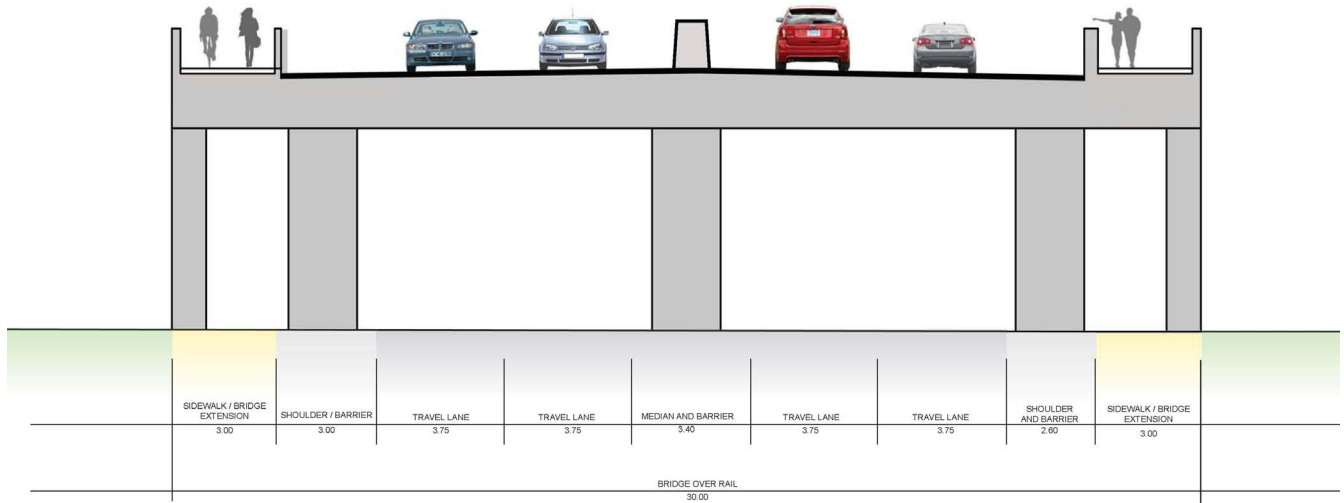 SIDEWALK / BRIDGE
EXTENSION
3.00
SHOULDER / BARRIER
3.00
TRAVEL LANE
3.75
TRAVEL LANE
3.75
MEDIAN AND BARRIER
3.40
TRAVEL LANE
3.75
TRAVEL LANE
3.75
SHOULDER
AND BARRIER
2.60
SIDEWALK / BRIDGE
EXTENSION
3.00
BRIDGE OVER RAIL
30.00